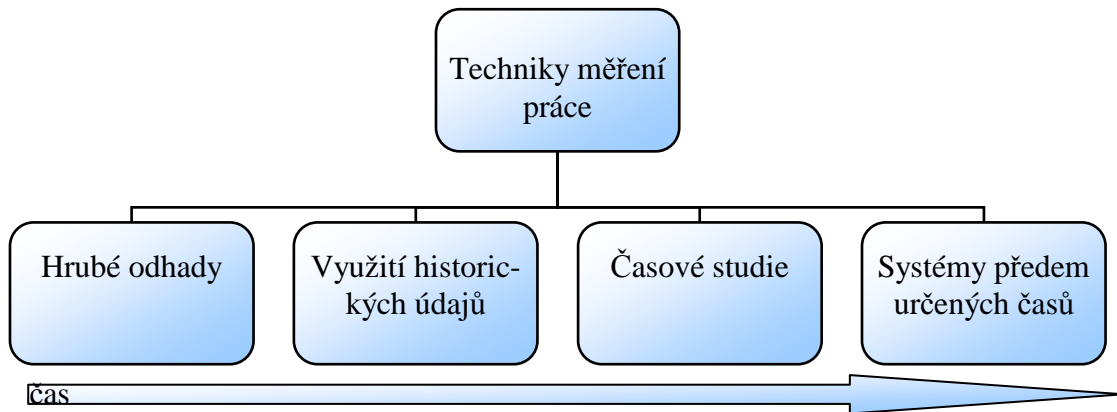 Techniky měření
práce
Hrubé odhady
Využití historic-
kých údajů
Časové studie
Systémy předem
určených časů
čas